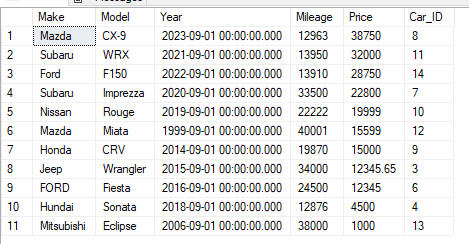 Make Model Year Mileage Price Car_ID
1 Mazda CX-9 2023-09-01 00:00:00.000 12963 38750 8
2 Subaru WRX 2021-09-01 00:00:00.000 13950 32000 11
3 Ford F150 2022-09-01 00:00:00.000 13910 28750 14
4 Subaru Imprezza 2020-09-01 00:00:00.000 33500 22800 7
5 Nissan Rouge 2019-09-01 00:00:00.000 22222 19999 10
6 Mazda Miata 1999-09-01 00:00:00.000 40001 15599 12
7 Honda CRV 2014-09-01 00:00:00.000 19870 15000 9
8 Jeep Wrangler 2015-09-01 00:00:00.000 34000 12345.65 3
9 FORD Fiesta 2016-09-01 00:00:00.000 24500 12345 6
10 Hundai Sonata 2018-09-01 00:00:00.000 12876 4500 4
11 Mitsubishi Eclipse 2006-09-01 00:00:00.000 38000 1000 13